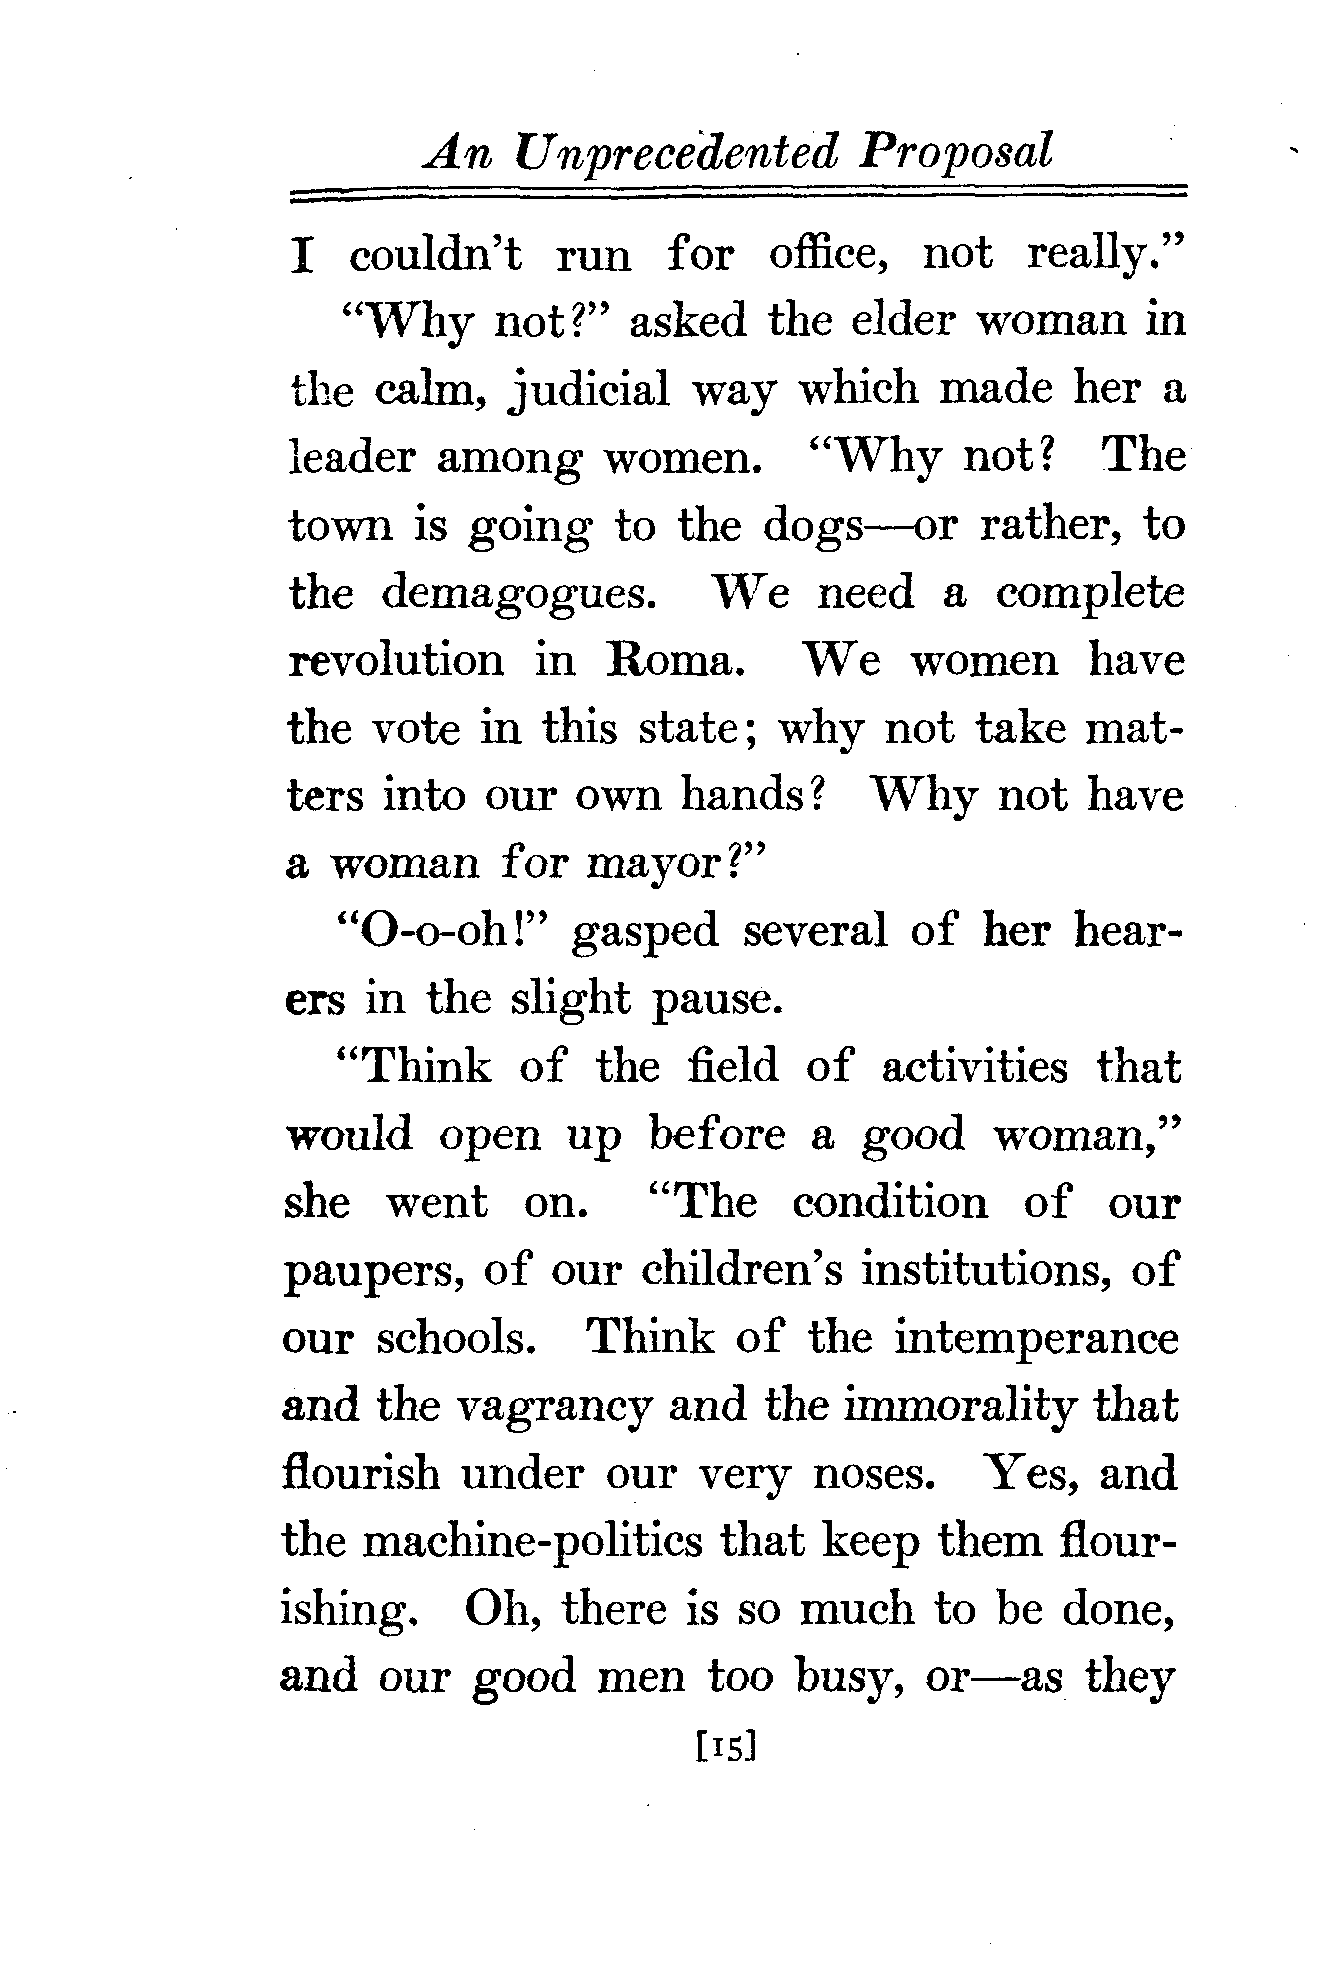 An Unprecedented Proposal
I couldn't run for office, not really."
"Why not?" asked the elder woman in
the calm, judicial way which made her a
leader among women. "Why not? The
town is going to the dogs—or rather, to
the demagogues. We need a complete
revolution in Roma. We women have
the vote in this state; why not take mat-
ters into our own hands? Why not have
a woman for mayor?"
"O-o-oh!" gasped several of her hear-
ers in the slight pause.
"Think of the field of activities that
would open up before a good woman,"
she went on. "The condition of our
paupers, of our children's institutions, of
our schools. Think of the intemperance
and the vagrancy and the immorality that
flourish under our very noses. Yes, and
the machine-politics that keep them flour-
ishing. Oh, there is so much to be done,
and our good men too busy, or—as they
[15]